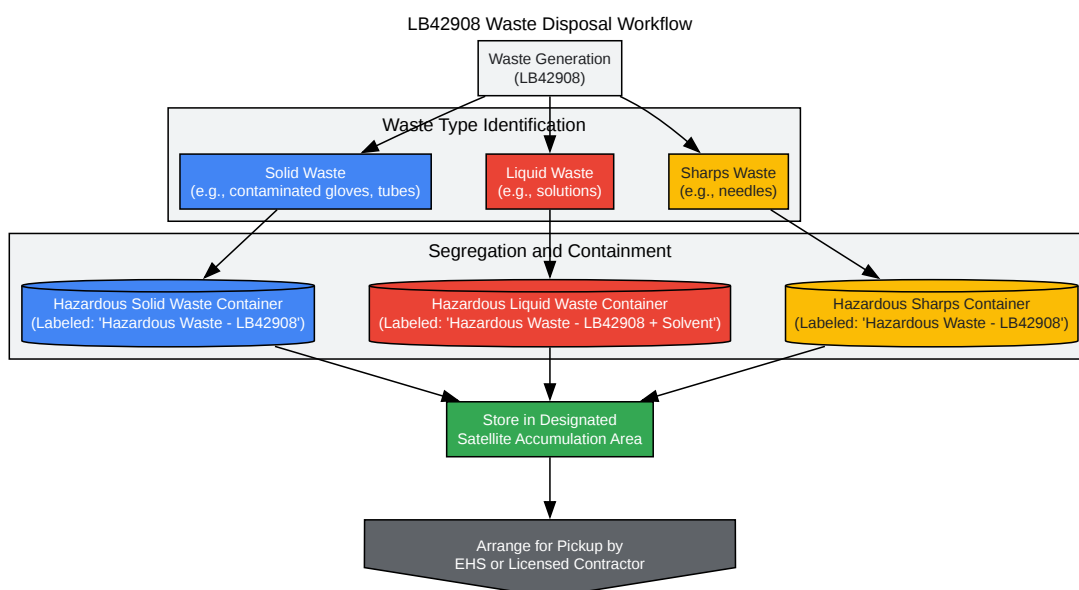 LB42908 Waste Disposal Workflow
Waste Generation
(LB42908)
Waste Type Identification
Solid Waste
(e.g., contaminated gloves, tubes)
Liquid Waste
(e.g., solutions)
Sharps Waste
(e.g., needles)
Segregation and Containment
Hazardous Solid Waste Container
(Labeled: 'Hazardous Waste - LB42908')
Hazardous Liquid Waste Container
(Labeled: 'Hazardous Waste - LB42908 + Solvent')
Hazardous Sharps Container
(Labeled: 'Hazardous Waste - LB42908')
Store in Designated
Satellite Accumulation Area
Arrange for Pickup by
EHS or Licensed Contractor